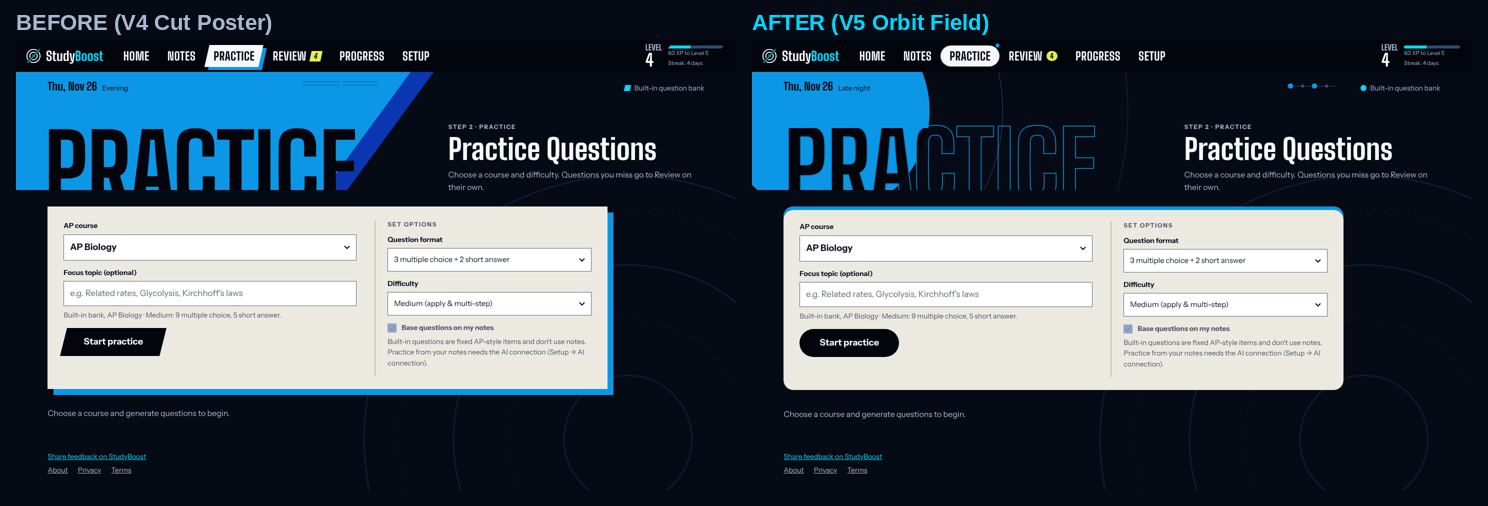 BEFORE (V4 Cut Poster)
StudyBoost HOME NOTES PRACTICE REVIEW 4 PROGRESS SETUP
LEVEL
4
60 XP to Level 5
Streak: 4 days
Thu, Nov 26 Evening
Built-in question bank
PRACTICE
STEP 2 · PRACTICE
Practice Questions
Choose a course and difficulty. Questions you miss go to Review on
their own.
AP course
AP Biology
Focus topic (optional)
e.g. Related rates, Glycolysis, Kirchhoff's laws
Built-in bank, AP Biology · Medium: 9 multiple choice, 5 short answer.
Start practice
SET OPTIONS
Question format
3 multiple choice + 2 short answer
Difficulty
Medium (apply & multi-step)
Base questions on my notes
Built-in questions are fixed AP-style items and don't use notes.
Practice from your notes needs the AI connection (Setup → AI
connection).
Choose a course and generate questions to begin.
Share feedback on StudyBoost
About Privacy Terms
AFTER (V5 Orbit Field)
StudyBoost HOME NOTES PRACTICE REVIEW 4 PROGRESS SETUP
LEVEL
4
60 XP to Level 5
Streak: 4 days
Thu, Nov 26 Late night
Built-in question bank
PRACTICE
STEP 2 · PRACTICE
Practice Questions
Choose a course and difficulty. Questions you miss go to Review on
their own.
AP course
AP Biology
Focus topic (optional)
e.g. Related rates, Glycolysis, Kirchhoff's laws
Built-in bank, AP Biology · Medium: 9 multiple choice, 5 short answer.
Start practice
SET OPTIONS
Question format
3 multiple choice + 2 short answer
Difficulty
Medium (apply & multi-step)
Base questions on my notes
Built-in questions are fixed AP-style items and don't use notes.
Practice from your notes needs the AI connection (Setup → AI
connection).
Choose a course and generate questions to begin.
Share feedback on StudyBoost
About Privacy Terms